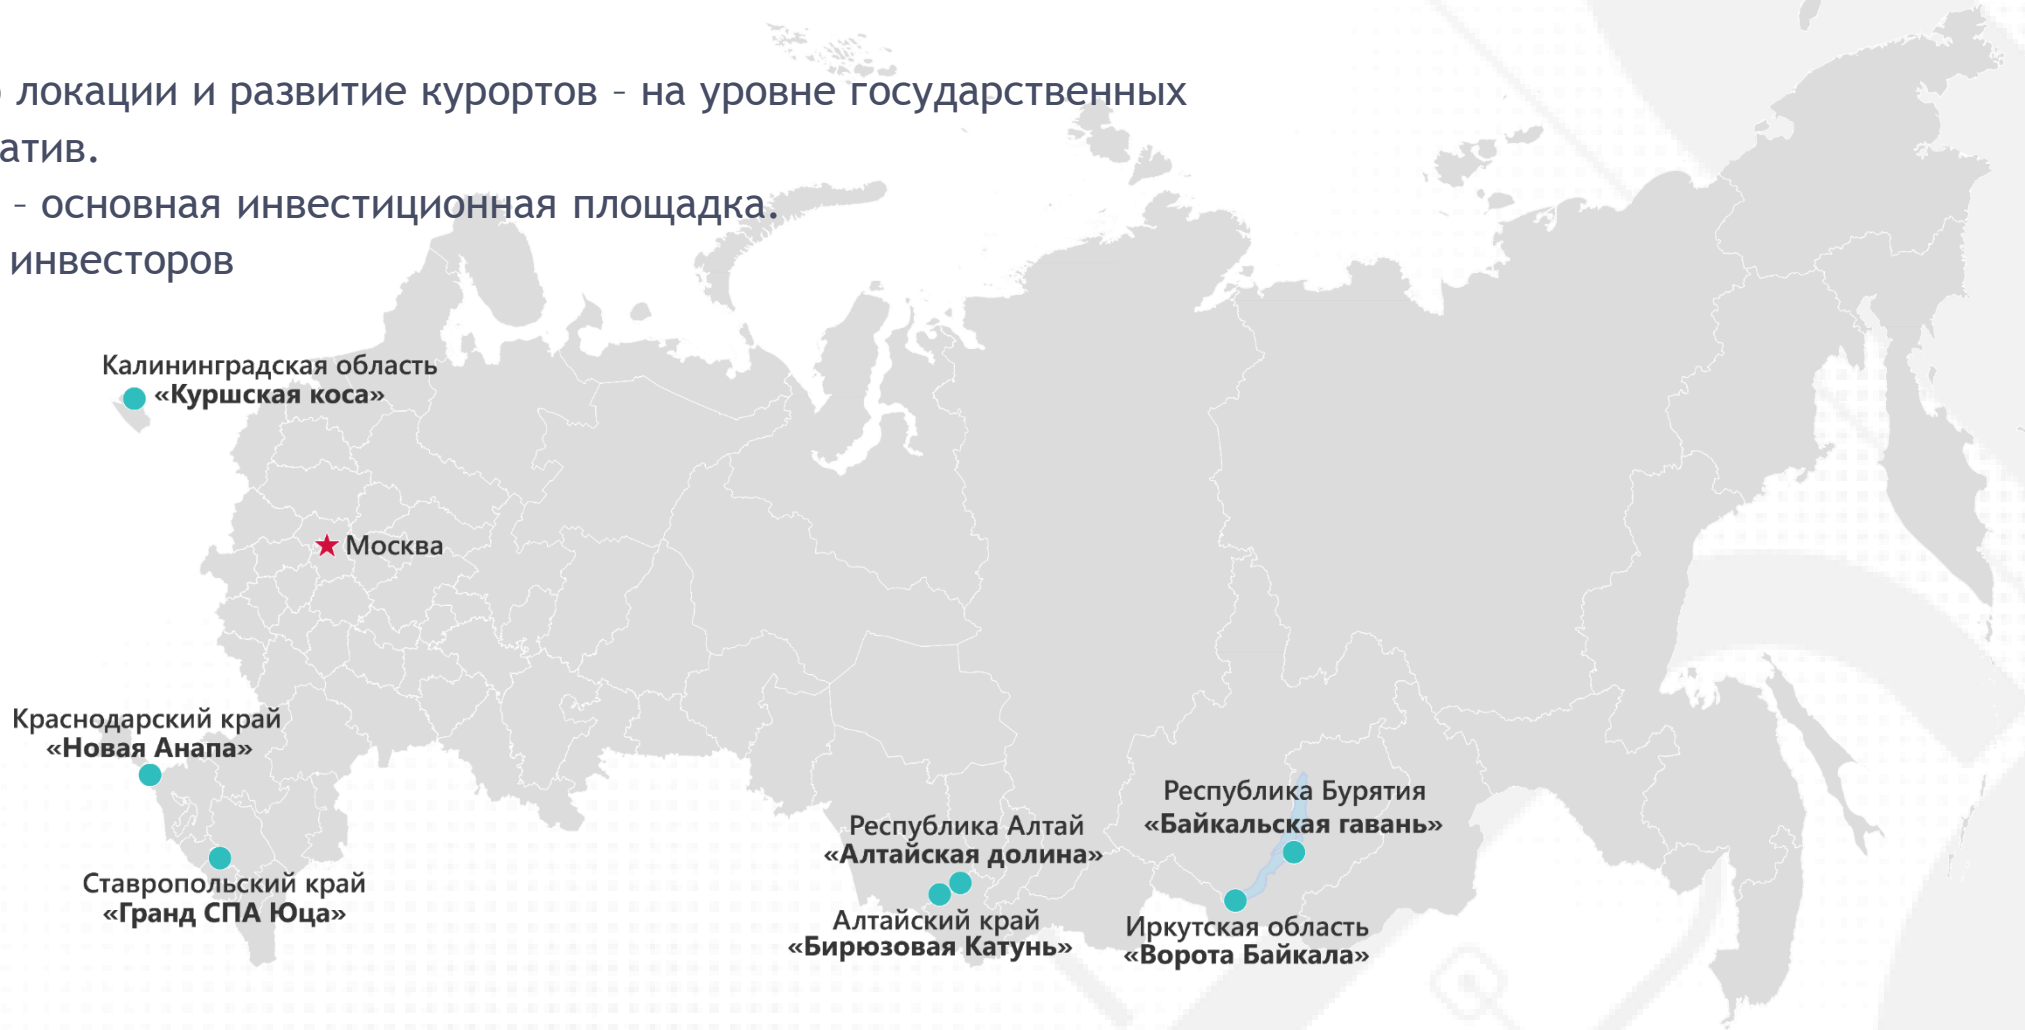 локации и развитие курортов – на уровне государственных
– основная инвестиционная площадка.
инвесторов
Калининградская область
«Куршская коса»
Москва
Краснодарский край
«Новая Анапа»
Республика Бурятия
«Байкальская гавань»
Республика Алтай
«Алтайская долина»
Ставропольский край
«Гранд СПА Юца»
Алтайский край
«Бирюзовая Катунь»
Иркутская область
«Ворота Байкала»